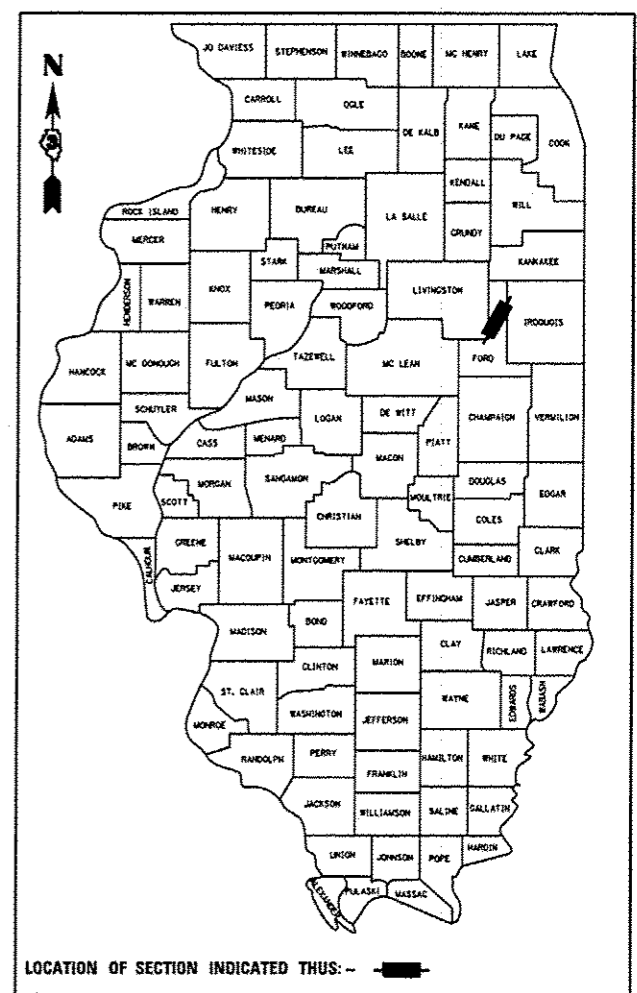 JO DAVIESS STEPHENSON WINNEBAGO BOONE MC HENRY LAKE
N
CARROLL OGLE DE KALB KANE DU PAGE COOK
3
WHITESIDE LEE
KENDALL WILL
ROCK ISLAND HENRY BUREAU LA SALLE GRUNDY
MERCER PUTNAM KANKAKEE
STARK MARSHALL LIVINGSTON
HENDERSON WARREN KNOX PEORIA WOODFORD IROQUOIS
FORD
HANCOCK MC DONOUGH FULTON TAZEWELL MC LEAN
MASON
SCHUYLER LOGAN DE WITT CHAMPAIGN VERMILION
ADAMS BROWN CASS MENARD PIATT
MACON
MORGAN SANGAMON DOUGLAS
PIKE SCOTT MOULTRIE EDGAR
CHRISTIAN COLES
GREENE SHELBY
CALHOUN MACOUPIN MONTGOMERY CUMBERLAND CLARK
JERSEY FAYETTE EFFINGHAM JASPER CRAWFORD
MADISON BOND
CLAY RICHLAND LAWRENCE
CLINTON MARION
ST. CLAIR WAYNE EDWARDS WABASH
WASHINGTON JEFFERSON
MONROE
RANDOLPH PERRY HAMILTON WHITE
FRANKLIN
JACKSON WILLIAMSON SALINE GALLATIN
UNION JOHNSON POPE HARDIN
ALEXANDER PULASKI MASSAC
LOCATION OF SECTION INDICATED THUS: -